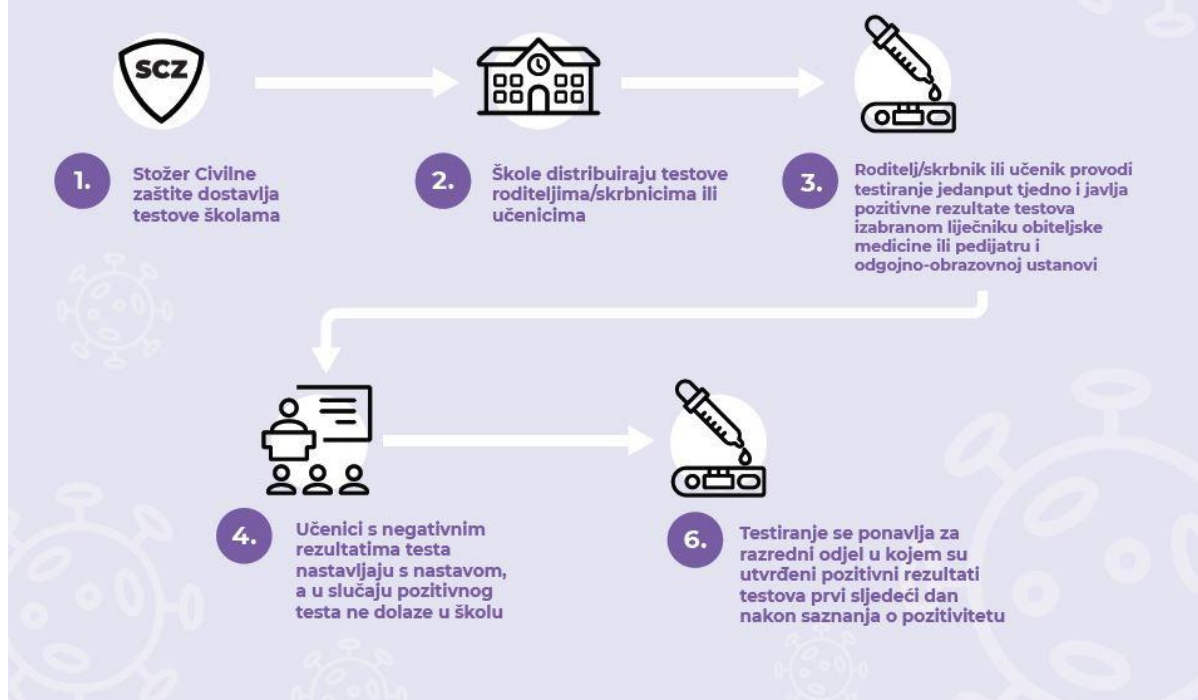 SCZ
1.
Stožer Civilne
zaštite dostavlja
testove školama
2.
Škole distribuiraju testove
roditeljima/skrbnicima ili
učenicima
3.
Roditelj/skrbnik ili učenik provodi
testiranje jedanput tjedno i javlja
pozitivne rezultate testova
izabranom liječniku obiteljske
medicine ili pedijatru i
odgojno-obrazovnoj ustanovi
4.
Učenici s negativnim
rezultatima testa
nastavljaju s nastavom,
a u slučaju pozitivnog
testa ne dolaze u školu
6.
Testiranje se ponavlja za
razredni odjel u kojem su
utvrđeni pozitivni rezultati
testova prvi sljedeći dan
nakon saznanja o pozitivitetu